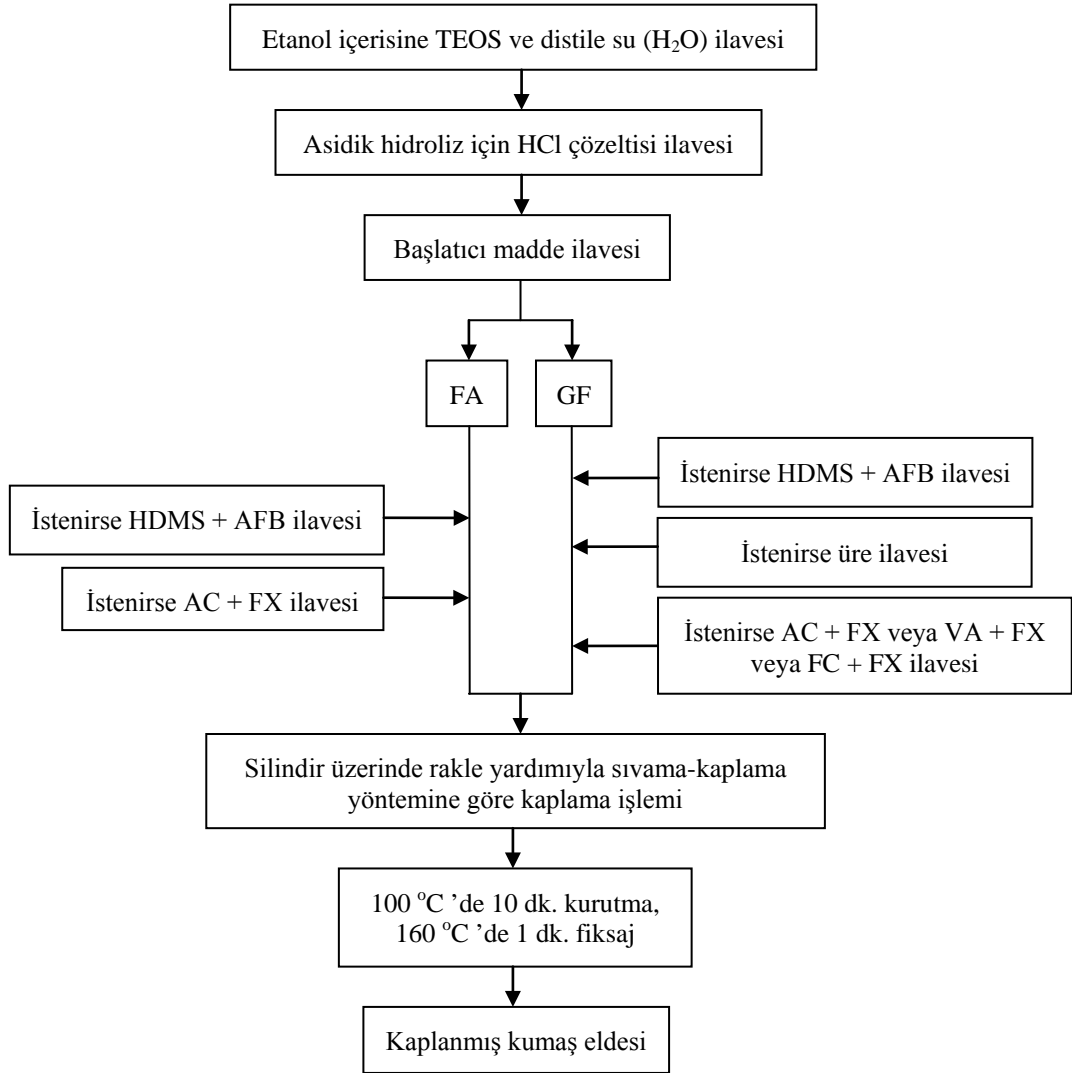 Etanol içerisine TEOS ve distile su (H₂O) ilavesi
Asidik hidroliz için HCl çözeltisi ilavesi
Başlatıcı madde ilavesi
FA
GF
İstenirse HDMS + AFB ilavesi
İstenirse AC + FX ilavesi
İstenirse HDMS + AFB ilavesi
İstenirse üre ilavesi
İstenirse AC + FX veya VA + FX
veya FC + FX ilavesi
Silindir üzerinde rakle yardımıyla sıvama-kaplama
yöntemine göre kaplama işlemi
100 ᵒC ’de 10 dk. kurutma,
160 ᵒC ’de 1 dk. fiksaj
Kaplanmış kumaş eldesi